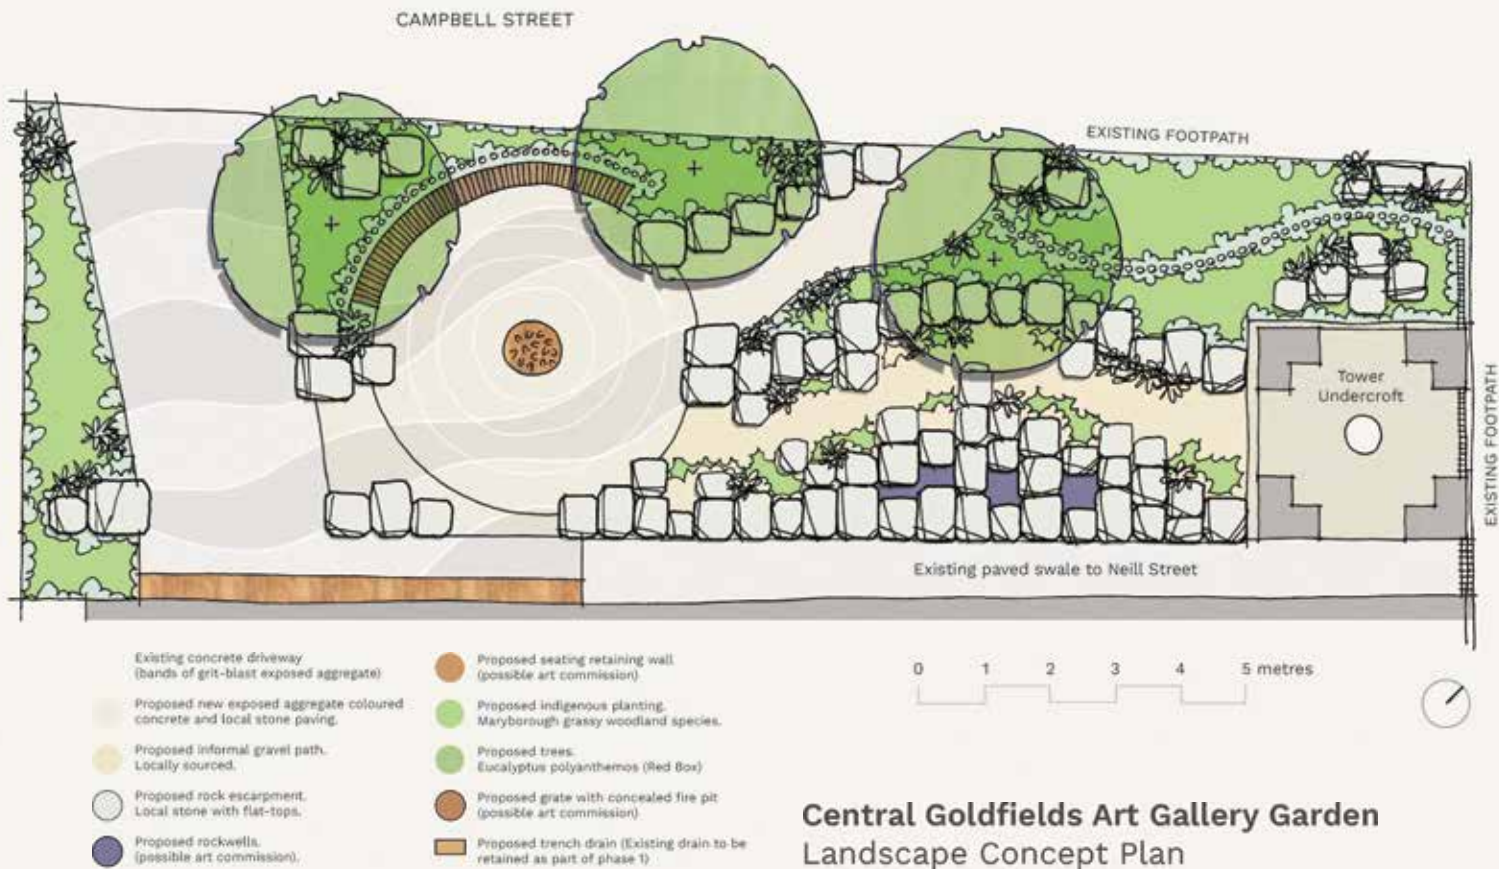 CAMPBELL STREET
EXISTING FOOTPATH
Tower
Undercroft
EXISTING FOOTPATH
Existing paved swale to Neill Street
Existing concrete driveway
(bands of grit-blast exposed aggregate)
Proposed new exposed aggregate coloured
concrete and local stone paving.
Proposed informal gravel path.
Locally sourced.
Proposed rock escarpment.
Local stone with flat-tops.
Proposed rockwells.
(possible art commission).
Proposed seating retaining wall
(possible art commission)
Proposed indigenous planting.
Maryborough grassy woodland species.
Proposed trees.
Eucalyptus polyanthemos (Red Box)
Proposed grate with concealed fire pit
(possible art commission)
Proposed trench drain (Existing drain to be
retained as part of phase 1)
0 1 2 3 4 5 metres
Central Goldfields Art Gallery Garden
Landscape Concept Plan